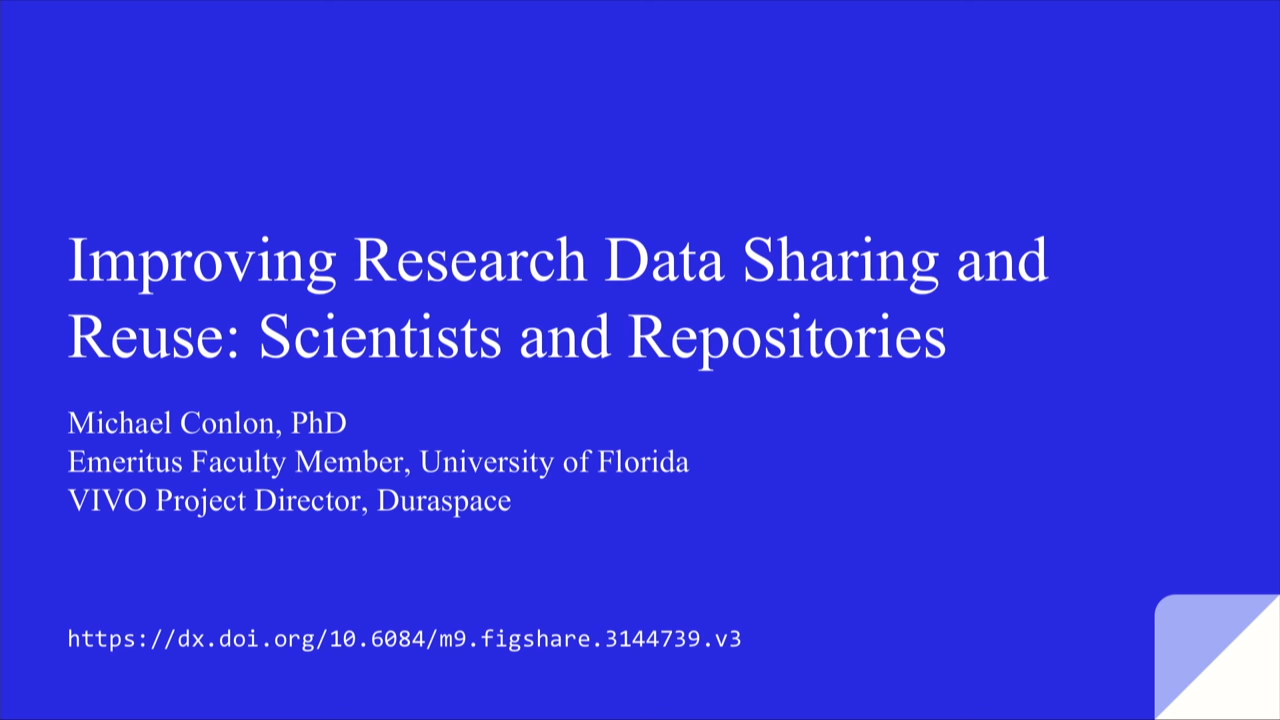 Improving Research Data Sharing and
Reuse: Scientists and Repositories
Michael Conlon, PhD
Emeritus Faculty Member, University of Florida
VIVO Project Director, Duraspace
https://dx.doi.org/10.6084/m9.figshare.3144739.v3